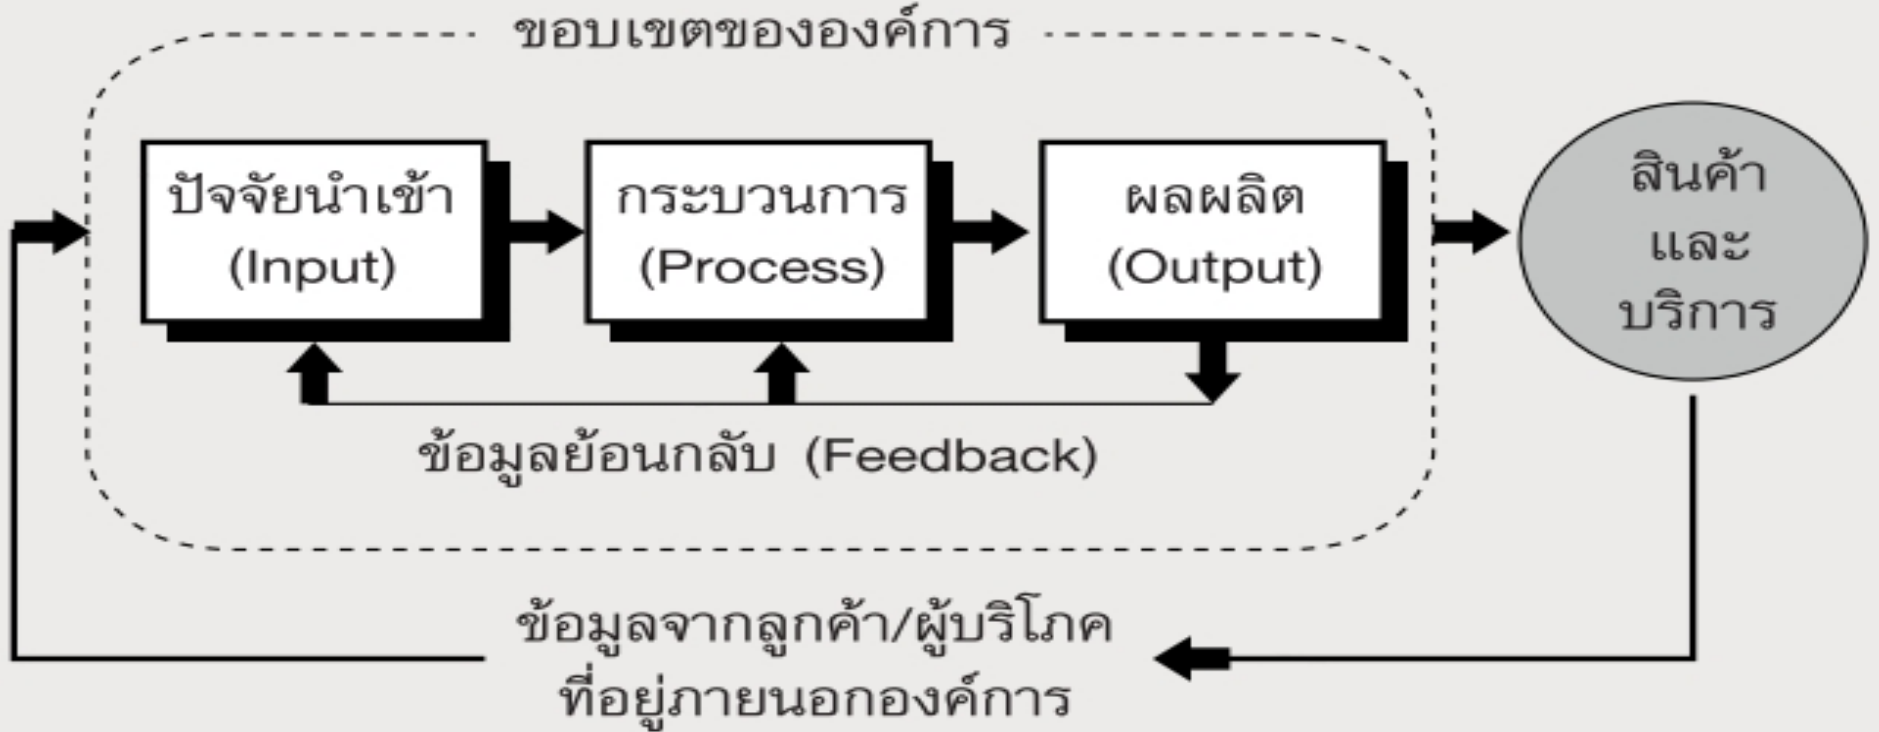 ขอบเขตขององค์การ
ปัจจัยนำเข้า
(Input)
กระบวนการ
(Process)
ผลผลิต
(Output)
สินค้า
และ
บริการ
ข้อมูลย้อนกลับ (Feedback)
ข้อมูลจากลูกค้า/ผู้บริโภค
ที่อยู่ภายนอกองค์การ